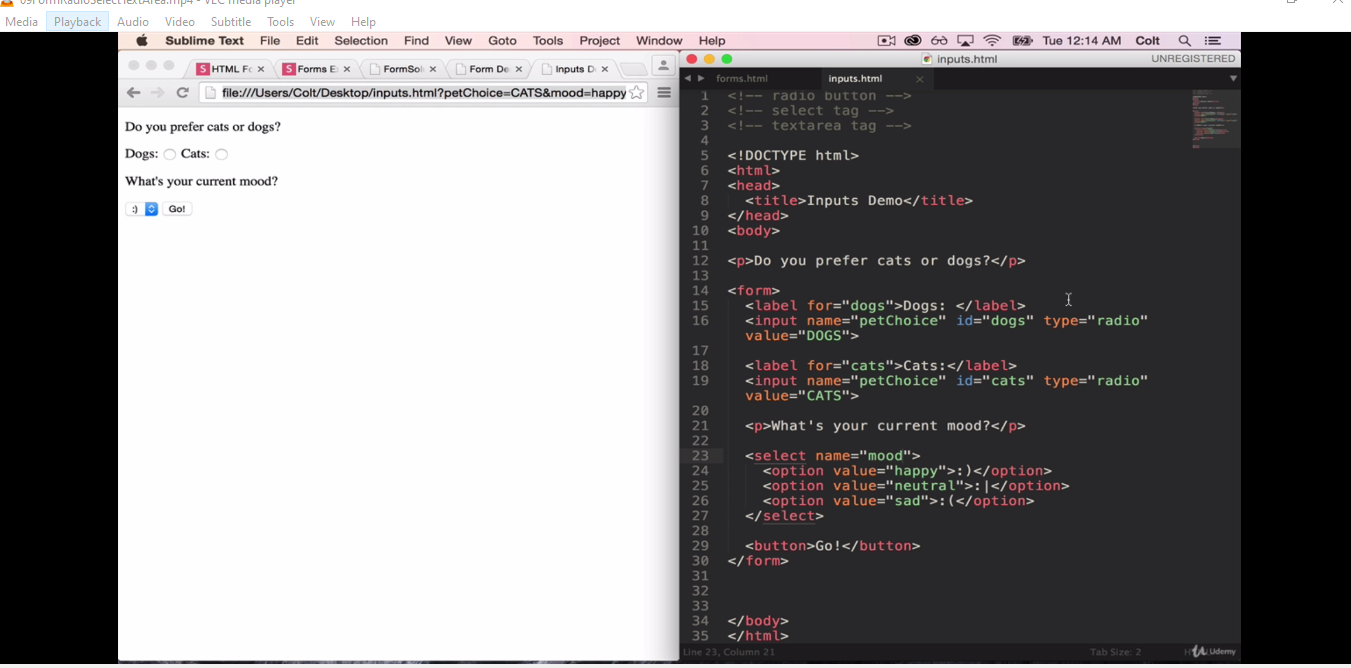 09FormRadioSelectTextArea.mp4 - VLC media player
Media Playback Audio Video Subtitle Tools View Help
Sublime Text File Edit Selection Find View Goto Tools Project Window Help Tue 12:14 AM Colt
HTML Fo Forms E FormSol Form De Inputs D
file:///Users/Colt/Desktop/inputs.html?petChoice=CATS&mood=happy
Do you prefer cats or dogs?
Dogs: Cats:
What's your current mood?
:) Go!
inputs.html UNREGISTERED
forms.html inputs.html
1 <!-- radio button -->
2 <!-- select tag -->
3 <!-- textarea tag -->
4
5 <!DOCTYPE html>
6 <html>
7 <head>
8 <title>Inputs Demo</title>
9 </head>
10 <body>
11
12 <p>Do you prefer cats or dogs?</p>
13
14 <form>
15 <label for="dogs">Dogs: </label>
16 <input name="petChoice" id="dogs" type="radio"
value="DOGS">
17
18 <label for="cats">Cats:</label>
19 <input name="petChoice" id="cats" type="radio"
value="CATS">
20
21 <p>What's your current mood?</p>
22
23 <select name="mood">
24 <option value="happy">:)</option>
25 <option value="neutral">:|</option>
26 <option value="sad">:(</option>
27 </select>
28
29 <button>Go!</button>
30 </form>
31
32
33
34 </body>
35 </html>
Line 23, Column 21 Tab Size: 2 Udemy